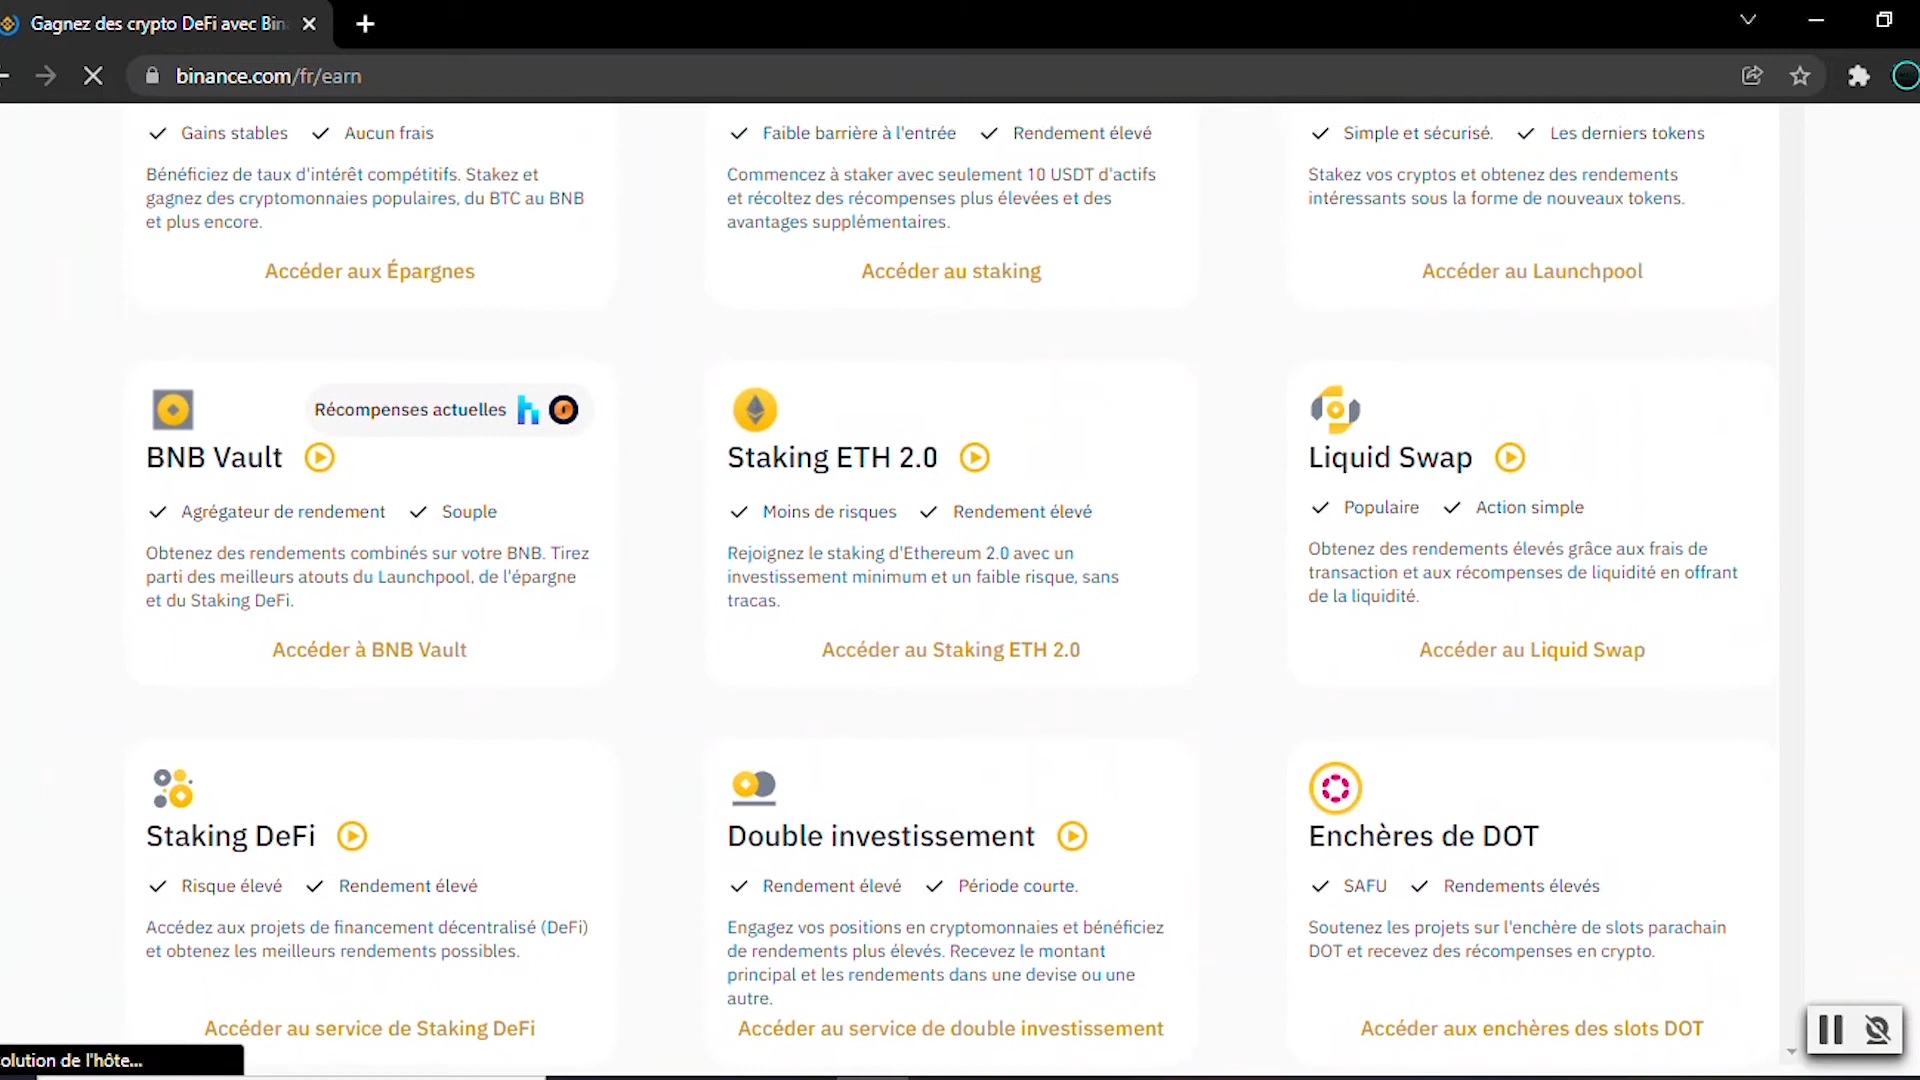 Gagnez des crypto DeFi avec Bin
binance.com/fr/earn
Gains stables Aucun frais
Bénéficiez de taux d'intérêt compétitifs. Stakez et
gagnez des cryptomonnaies populaires, du BTC au BNB
et plus encore.
Accéder aux Épargnes
Faible barrière à l'entrée Rendement élevé
Commencez à staker avec seulement 10 USDT d'actifs
et récoltez des récompenses plus élevées et des
avantages supplémentaires.
Accéder au staking
Simple et sécurisé. Les derniers tokens
Stakez vos cryptos et obtenez des rendements
intéressants sous la forme de nouveaux tokens.
Accéder au Launchpool
Récompenses actuelles
BNB Vault
Agrégateur de rendement Souple
Obtenez des rendements combinés sur votre BNB. Tirez
parti des meilleurs atouts du Launchpool, de l'épargne
et du Staking DeFi.
Accéder à BNB Vault
Staking ETH 2.0
Moins de risques Rendement élevé
Rejoignez le staking d'Ethereum 2.0 avec un
investissement minimum et un faible risque, sans
tracas.
Accéder au Staking ETH 2.0
Liquid Swap
Populaire Action simple
Obtenez des rendements élevés grâce aux frais de
transaction et aux récompenses de liquidité en offrant
de la liquidité.
Accéder au Liquid Swap
Staking DeFi
Risque élevé Rendement élevé
Accédez aux projets de financement décentralisé (DeFi)
et obtenez les meilleurs rendements possibles.
Accéder au service de Staking DeFi
Double investissement
Rendement élevé Période courte.
Engagez vos positions en cryptomonnaies et bénéficiez
de rendements plus élevés. Recevez le montant
principal et les rendements dans une devise ou une
autre.
Accéder au service de double investissement
Enchères de DOT
SAFU Rendements élevés
Soutenez les projets sur l'enchère de slots parachain
DOT et recevez des récompenses en crypto.
Accéder aux enchères des slots DOT
olution de l'hôte...